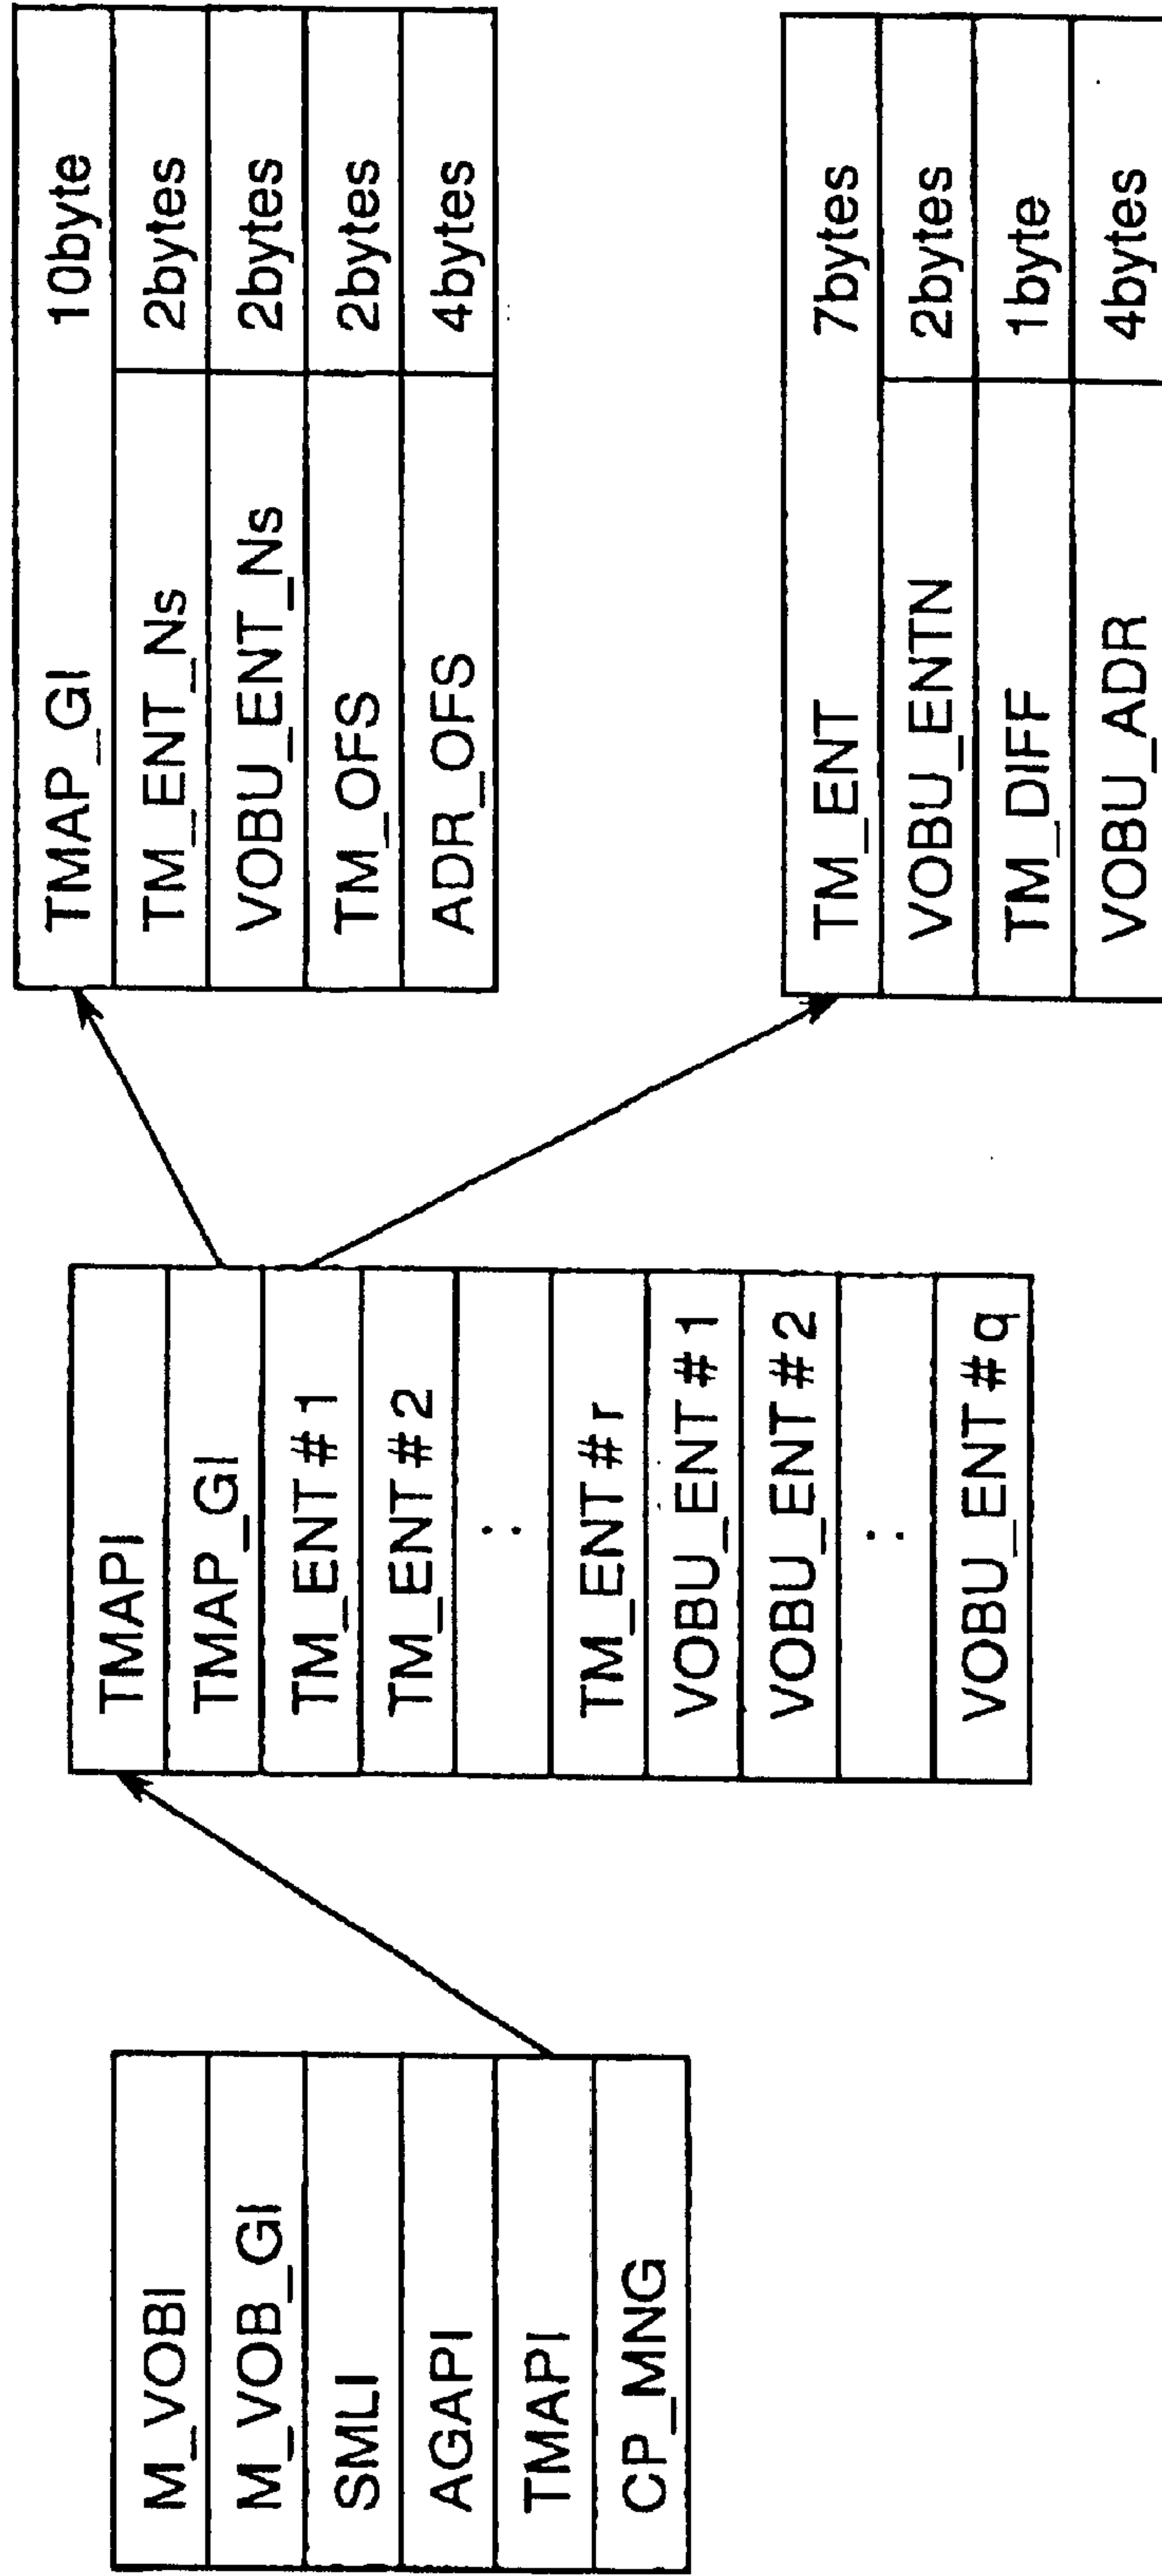 M_VOBI
M_VOB_GI
SMLI
AGAPI
TMAPI
CP_MNG
TMAPI
TMAP_GI
TM_ENT#1
TM_ENT#2
:
TM_ENT#r
VOBU_ENT#1
VOBU_ENT#2
:
VOBU_ENT#q
TMAP_GI 10byte
TM_ENT_Ns 2bytes
VOBU_ENT_Ns 2bytes
TM_OFS 2bytes
ADR_OFS 4bytes
TM_ENT 7bytes
VOBU_ENTN 2bytes
TM_DIFF 1byte
VOBU_ADR 4bytes